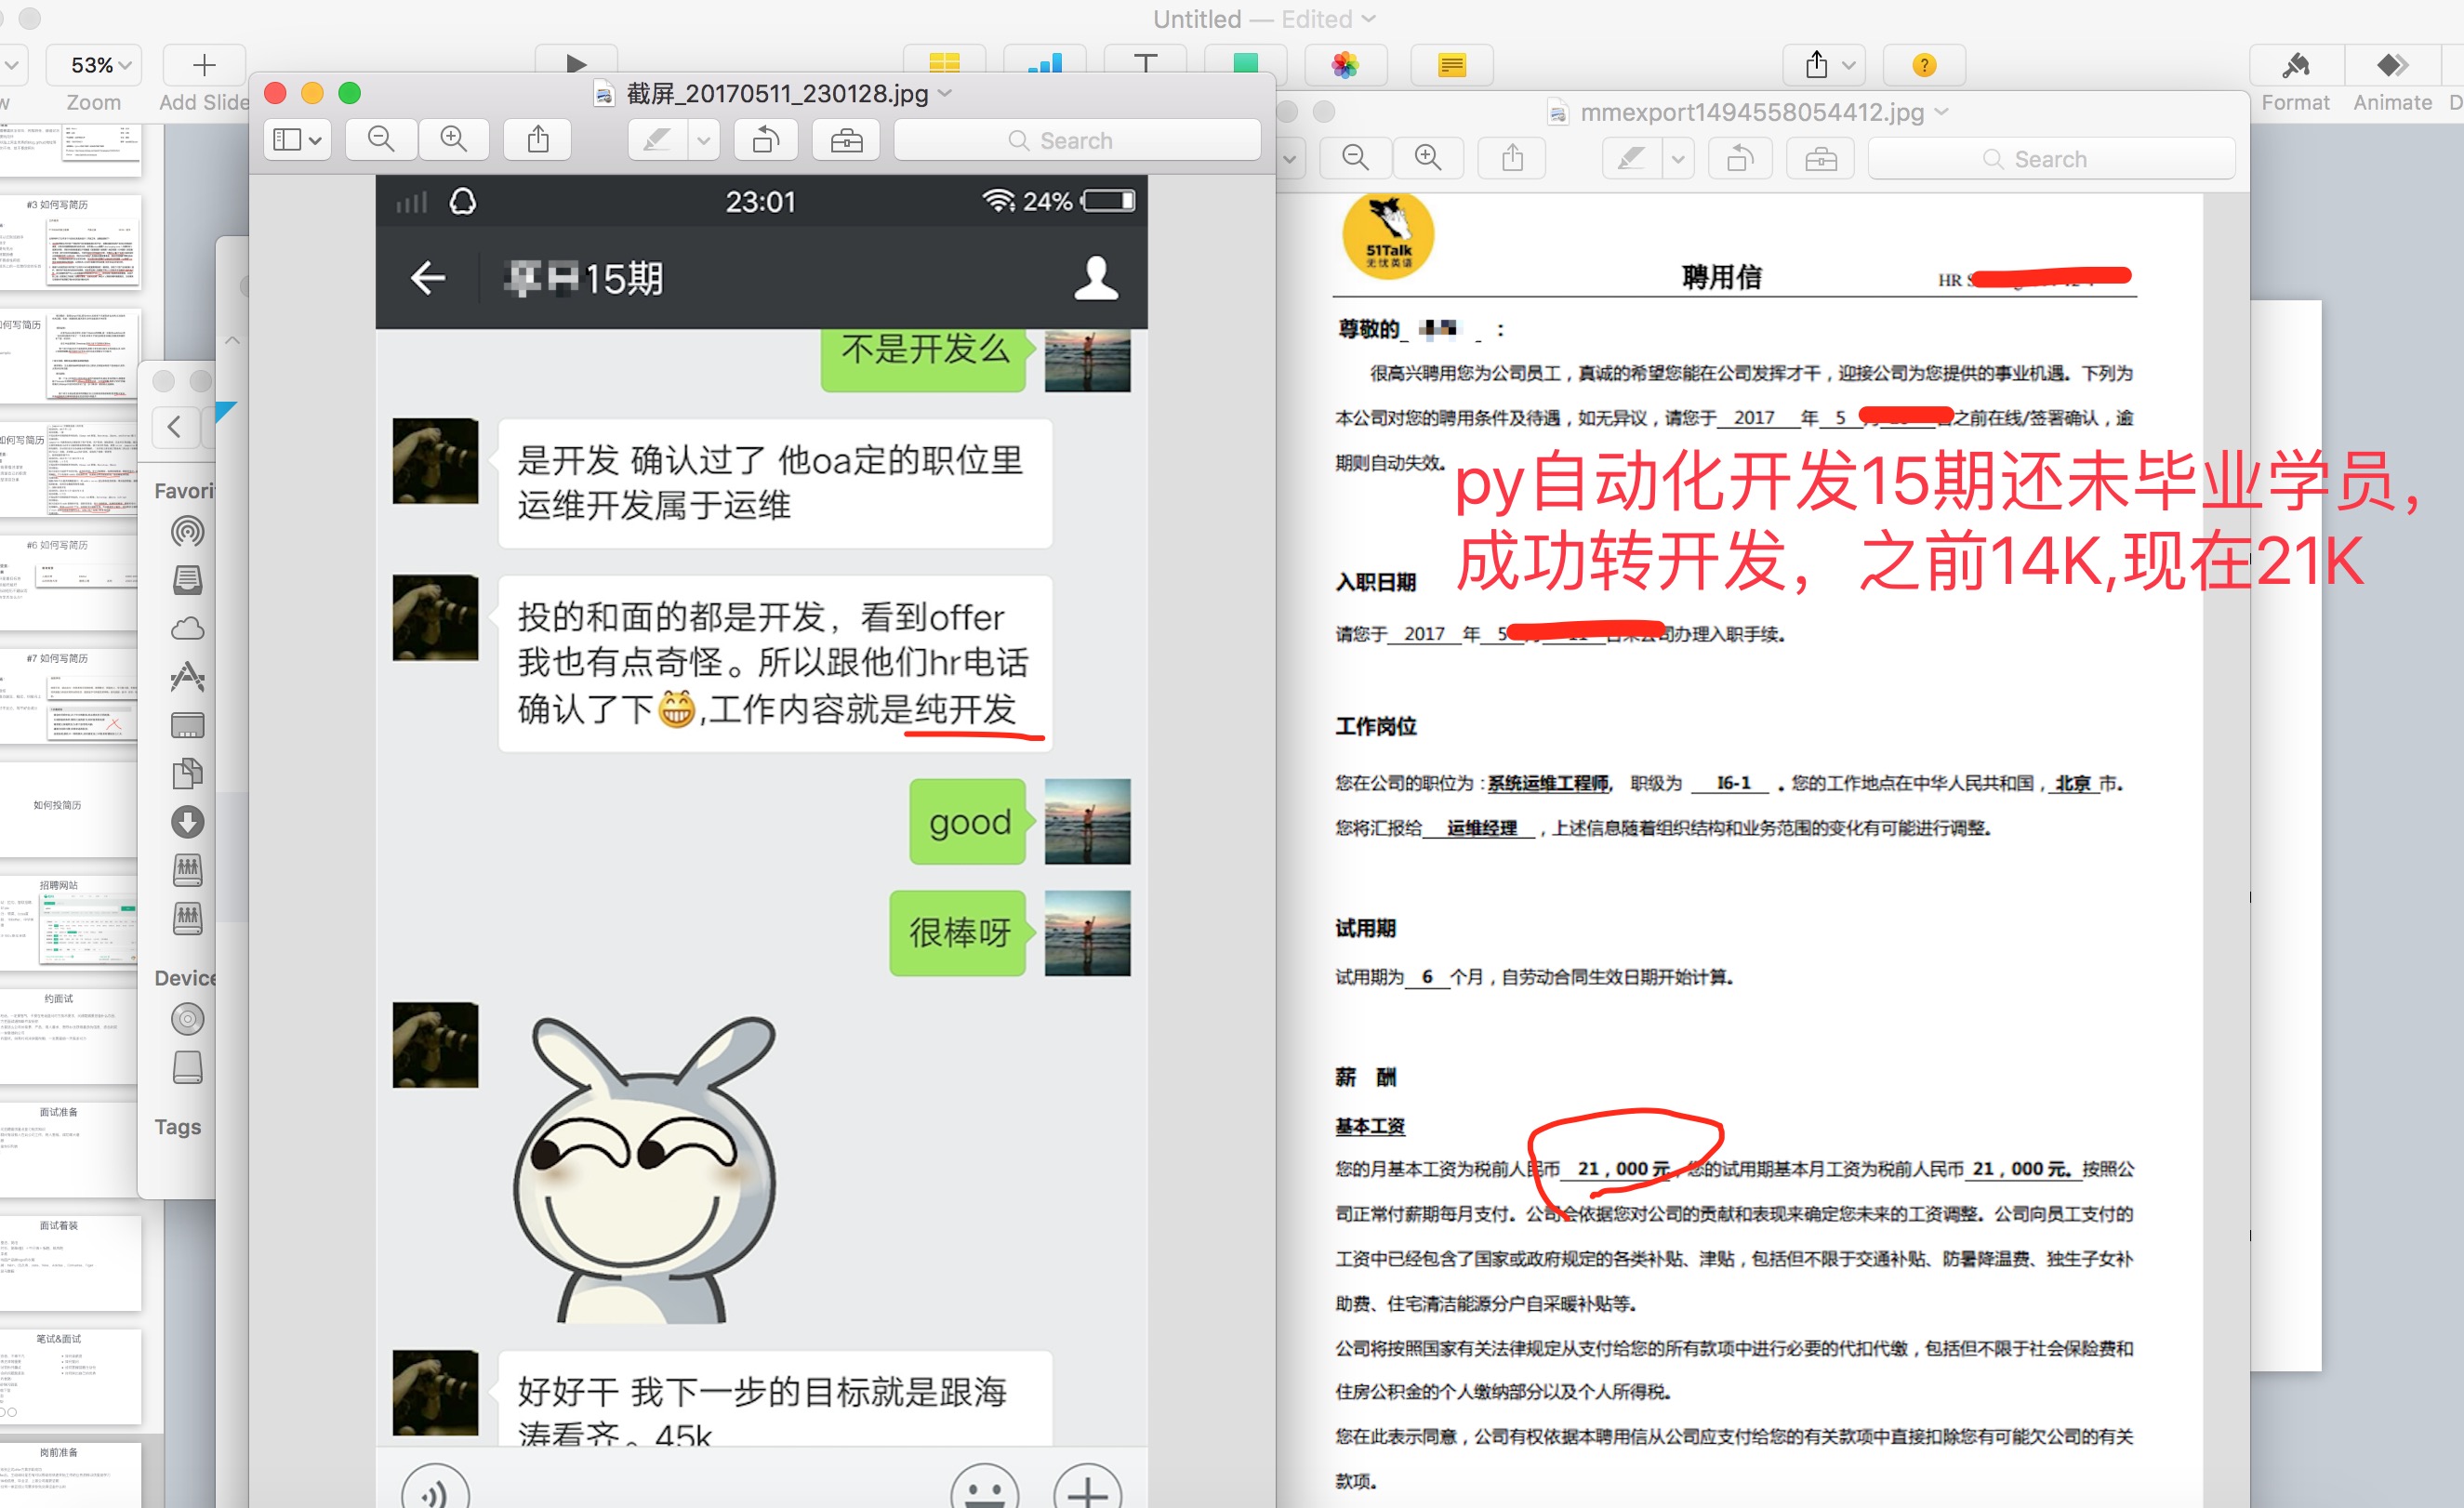 Untitled — Edited
53%
Zoom
Add Slide
Format
Animate
#3 如何写简历
如何写简历
#6 如何写简历
#7 如何写简历
如何投简历
招聘网站
约面试
面试准备
面试着装
笔试&面试
岗前准备
Favori
Device
Tags
截屏_20170511_230128.jpg
Search
23:01
24%
15期
不是开发么
是开发 确认过了 他oa定的职位里
运维开发属于运维
投的和面的都是开发，看到offer
我也有点奇怪。所以跟他们hr电话
确认了下😁,工作内容就是纯开发
good
很棒呀
好好干 我下一步的目标就是跟海
涛看齐。45k
mmexport1494558054412.jpg
Search
51Talk
无忧英语
聘用信
HR
尊敬的 ：
很高兴聘用您为公司员工，真诚的希望您能在公司发挥才干，迎接公司为您提供的事业机遇。下列为
本公司对您的聘用条件及待遇，如无异议，请您于 2017 年 5 之前在线/签署确认，逾
期则自动失效。
py自动化开发15期还未毕业学员，
成功转开发，之前14K,现在21K
入职日期
请您于 2017 年 5 司办理入职手续。
工作岗位
您在公司的职位为：系统运维工程师， 职级为 I6-1 。您的工作地点在中华人民共和国，北京 市。
您将汇报给 运维经理 ，上述信息随着组织结构和业务范围的变化有可能进行调整。
试用期
试用期为 6 个月，自劳动合同生效日期开始计算。
薪 酬
基本工资
您的月基本工资为税前人民币 21，000 元，您的试用期基本月工资为税前人民币 21，000 元。按照公
司正常付薪期每月支付。公司会依据您对公司的贡献和表现来确定您未来的工资调整。公司向员工支付的
工资中已经包含了国家或政府规定的各类补贴、津贴，包括但不限于交通补贴、防暑降温费、独生子女补
助费、住宅清洁能源分户自采暖补贴等。
公司将按照国家有关法律规定从支付给您的所有款项中进行必要的代扣代缴，包括但不限于社会保险费和
住房公积金的个人缴纳部分以及个人所得税。
您在此表示同意，公司有权依据本聘用信从公司应支付给您的有关款项中直接扣除您有可能欠公司的有关
款项。